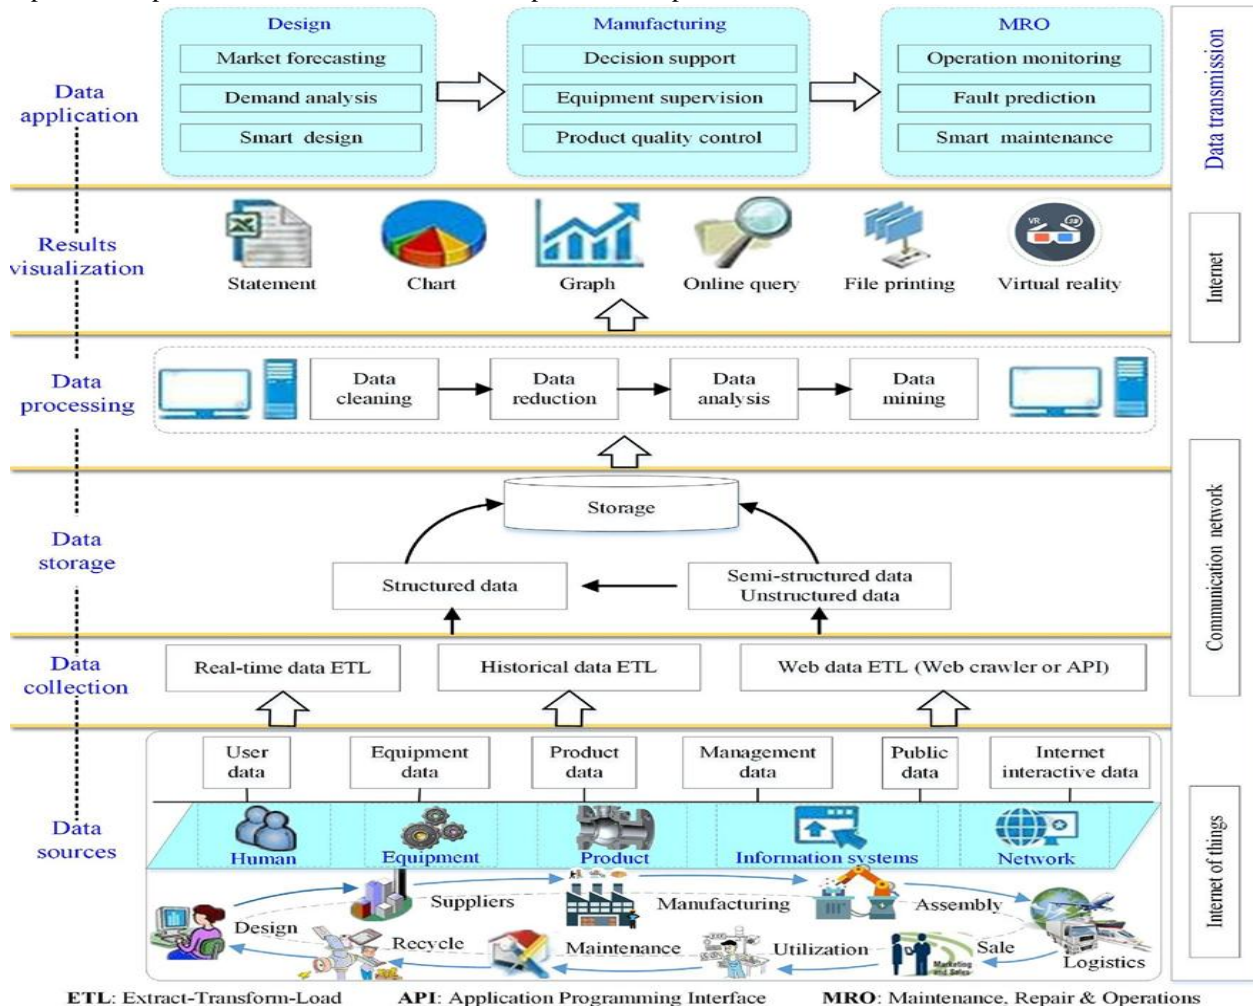 Design
Manufacturing
MRO
Market forecasting
Decision support
Operation monitoring
Demand analysis
Equipment supervision
Fault prediction
Smart design
Product quality control
Smart maintenance
Data
application
Data transmission
Results
visualization
Statement
Chart
Graph
Online query
File printing
VR
Virtual reality
Internet
Data
processing
Data
cleaning
Data
reduction
Data
analysis
Data
mining
Data
storage
Storage
Structured data
Semi-structured data
Unstructured data
Communication network
Data
collection
Real-time data ETL
Historical data ETL
Web data ETL (Web crawler or API)
User
data
Equipment
data
Product
data
Management
data
Public
data
Internet
interactive data
Data
sources
Human
Equipment
Product
Information systems
Network
Internet of things
Suppliers
Manufacturing
Assembly
Design
Recycle
Maintenance
Utilization
Sale
Marketing
and Sales
Logistics
ETL: Extract-Transform-Load
API: Application Programming Interface
MRO: Maintenance, Repair & Operations